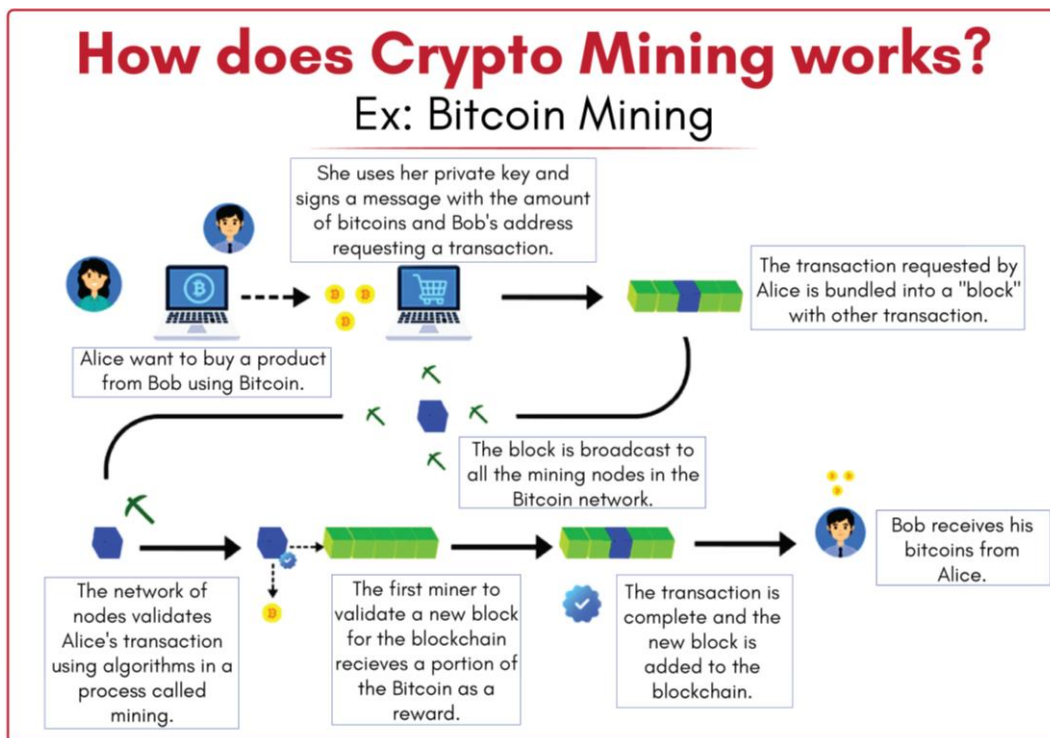 How does Crypto Mining works?
Ex: Bitcoin Mining
She uses her private key and
signs a message with the amount
of bitcoins and Bob's address
requesting a transaction.
Alice want to buy a product
from Bob using Bitcoin.
The transaction requested by
Alice is bundled into a "block"
with other transaction.
The block is broadcast to
all the mining nodes in the
Bitcoin network.
The network of
nodes validates
Alice's transaction
using algorithms in a
process called
mining.
The first miner to
validate a new block
for the blockchain
recieves a portion of
the Bitcoin as a
reward.
The transaction is
complete and the
new block is
added to the
blockchain.
Bob receives his
bitcoins from
Alice.